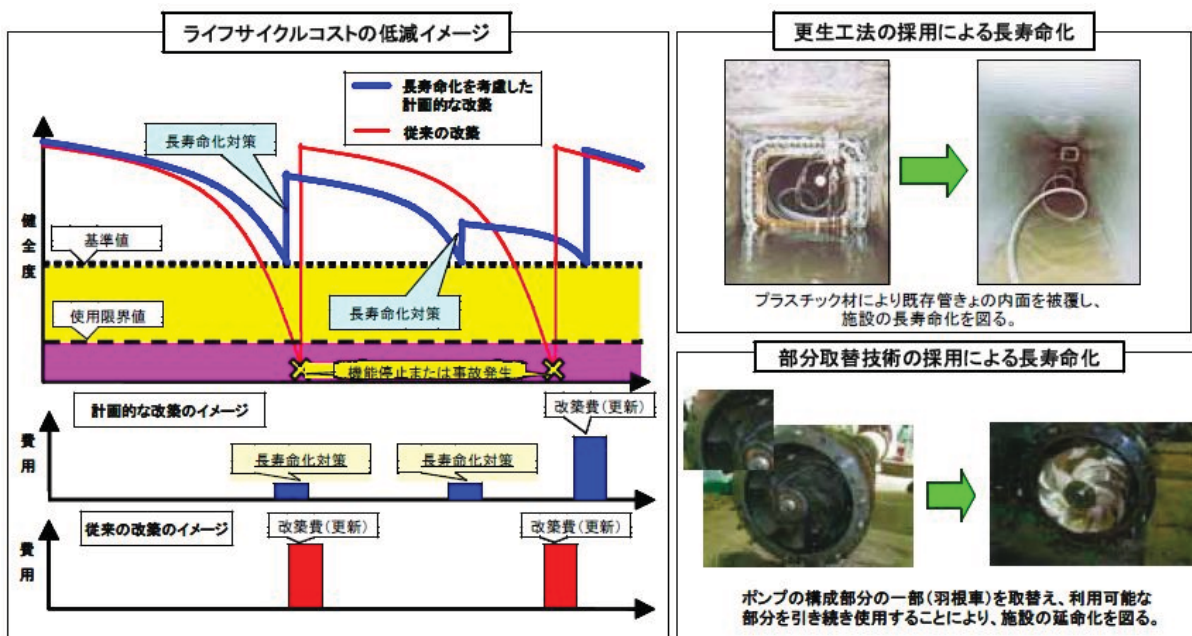 ライフサイクルコストの低減イメージ
長寿命化を考慮した
計画的な改築
従来の改築
長寿命化対策
健全度
基準値
長寿命化対策
使用限界値
機能停止または事故発生
計画的な改築のイメージ
改築費(更新)
費用
長寿命化対策
長寿命化対策
従来の改築のイメージ
改築費(更新)
改築費(更新)
費用
更生工法の採用による長寿命化
プラスチック材により既存管きょの内面を被覆し、
施設の長寿命化を図る。
部分取替技術の採用による長寿命化
ポンプの構成部分の一部(羽根車)を取替え、利用可能な
部分を引き続き使用することにより、施設の延命化を図る。